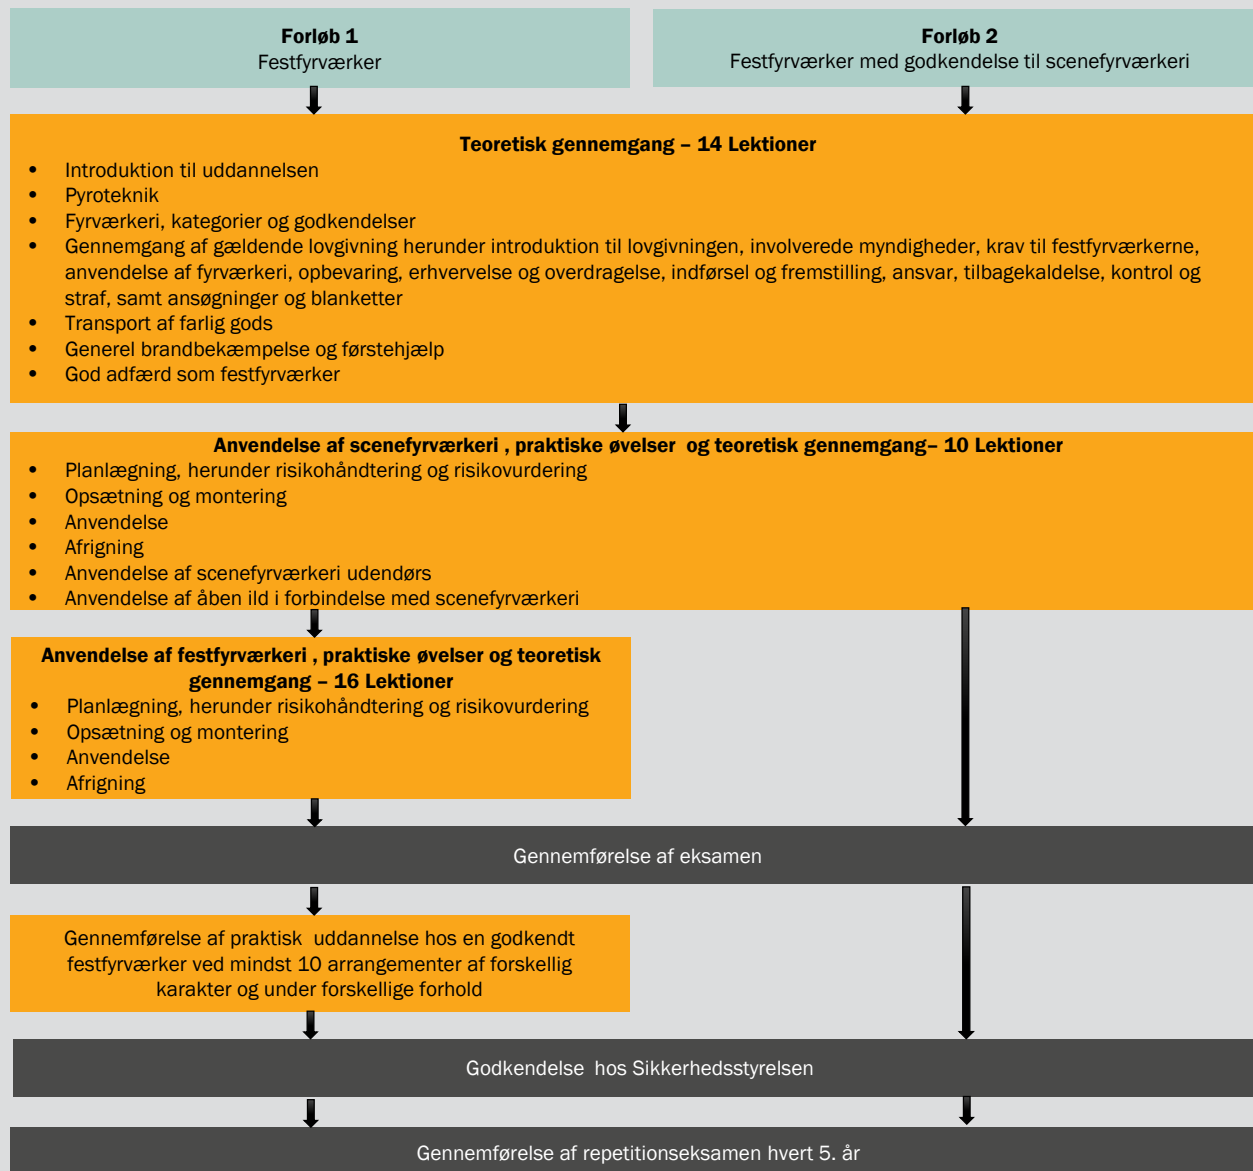 Forløb 1
Festfyrværker
Forløb 2
Festfyrværker med godkendelse til scenefyrværkeri
Teoretisk gennemgang – 14 Lektioner
• Introduktion til uddannelsen
• Pyroteknik
• Fyrværkeri, kategorier og godkendelser
• Gennemgang af gældende lovgivning herunder introduktion til lovgivningen, involverede myndigheder, krav til festfyrværkerne,
anvendelse af fyrværkeri, opbevaring, erhvervelse og overdragelse, indførsel og fremstilling, ansvar, tilbagekaldelse, kontrol og
straf, samt ansøgninger og blanketter
• Transport af farlig gods
• Generel brandbekæmpelse og førstehjælp
• God adfærd som festfyrværker
Anvendelse af scenefyrværkeri , praktiske øvelser og teoretisk gennemgang– 10 Lektioner
• Planlægning, herunder risikohåndtering og risikovurdering
• Opsætning og montering
• Anvendelse
• Afrigning
• Anvendelse af scenefyrværkeri udendørs
• Anvendelse af åben ild i forbindelse med scenefyrværkeri
Anvendelse af festfyrværkeri , praktiske øvelser og teoretisk
gennemgang – 16 Lektioner
• Planlægning, herunder risikohåndtering og risikovurdering
• Opsætning og montering
• Anvendelse
• Afrigning
Gennemførelse af eksamen
Gennemførelse af praktisk uddannelse hos en godkendt
festfyrværker ved mindst 10 arrangementer af forskellig
karakter og under forskellige forhold
Godkendelse hos Sikkerhedsstyrelsen
Gennemførelse af repetitionseksamen hvert 5. år